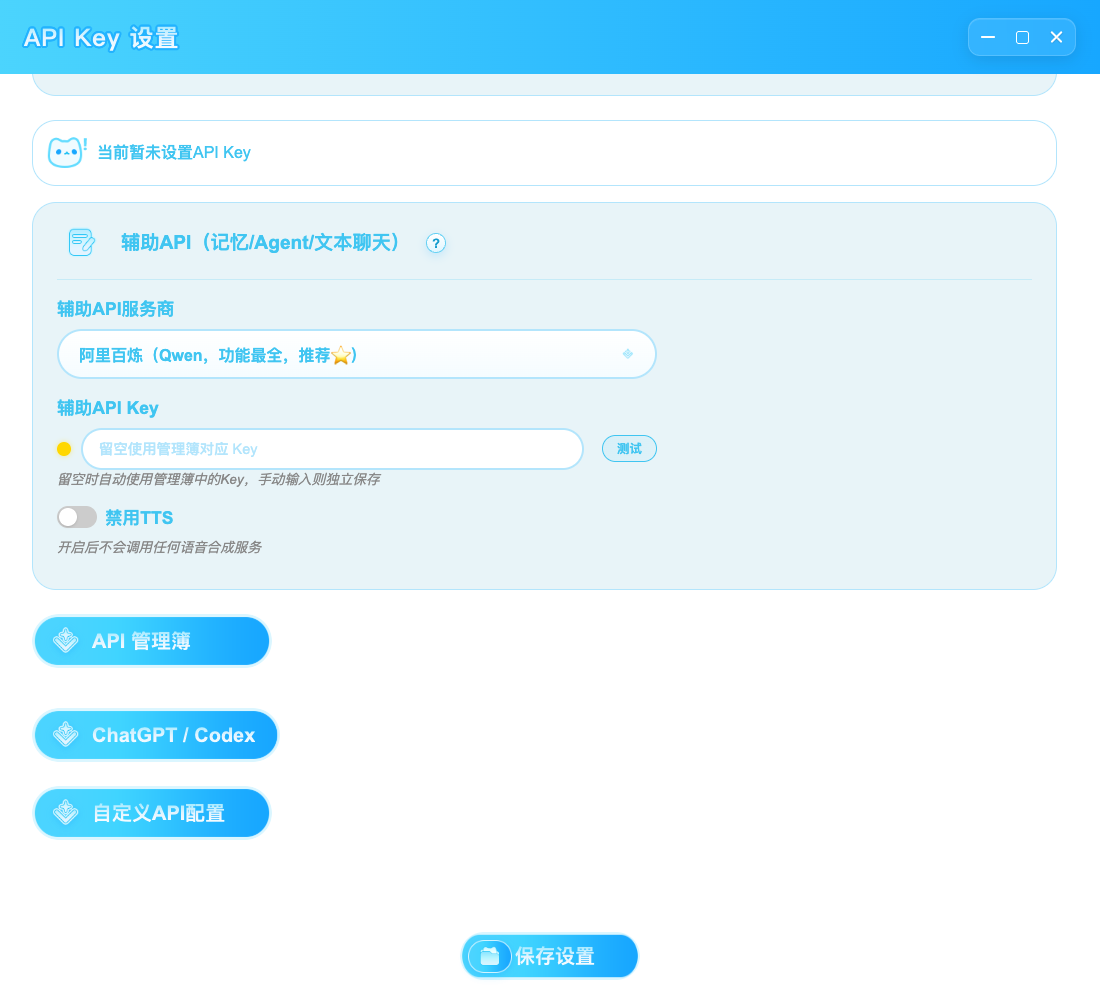 API Key 设置
当前暂未设置API Key
辅助API（记忆/Agent/文本聊天） ?
辅助API服务商
阿里百炼（Qwen，功能最全，推荐⭐）
辅助API Key
留空使用管理簿对应 Key
测试
留空时自动使用管理簿中的Key，手动输入则独立保存
禁用TTS
开启后不会调用任何语音合成服务
API 管理簿
ChatGPT / Codex
自定义API配置
保存设置